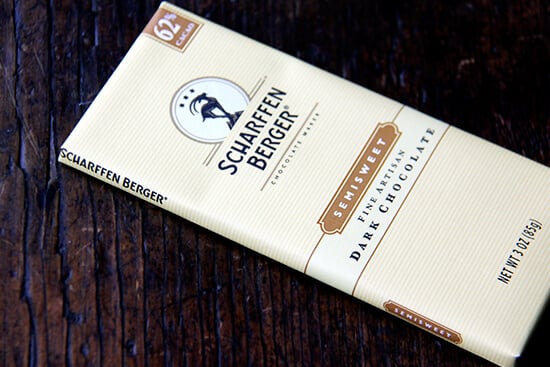 62%
CACAO
SCHARFFEN
BERGER®
CHOCOLATE MAKER
SEMISWEET
FINE ARTISAN
DARK CHOCOLATE
NET WT 3 OZ (85g)
SCHARFFEN BERGER®
SEMISWEET